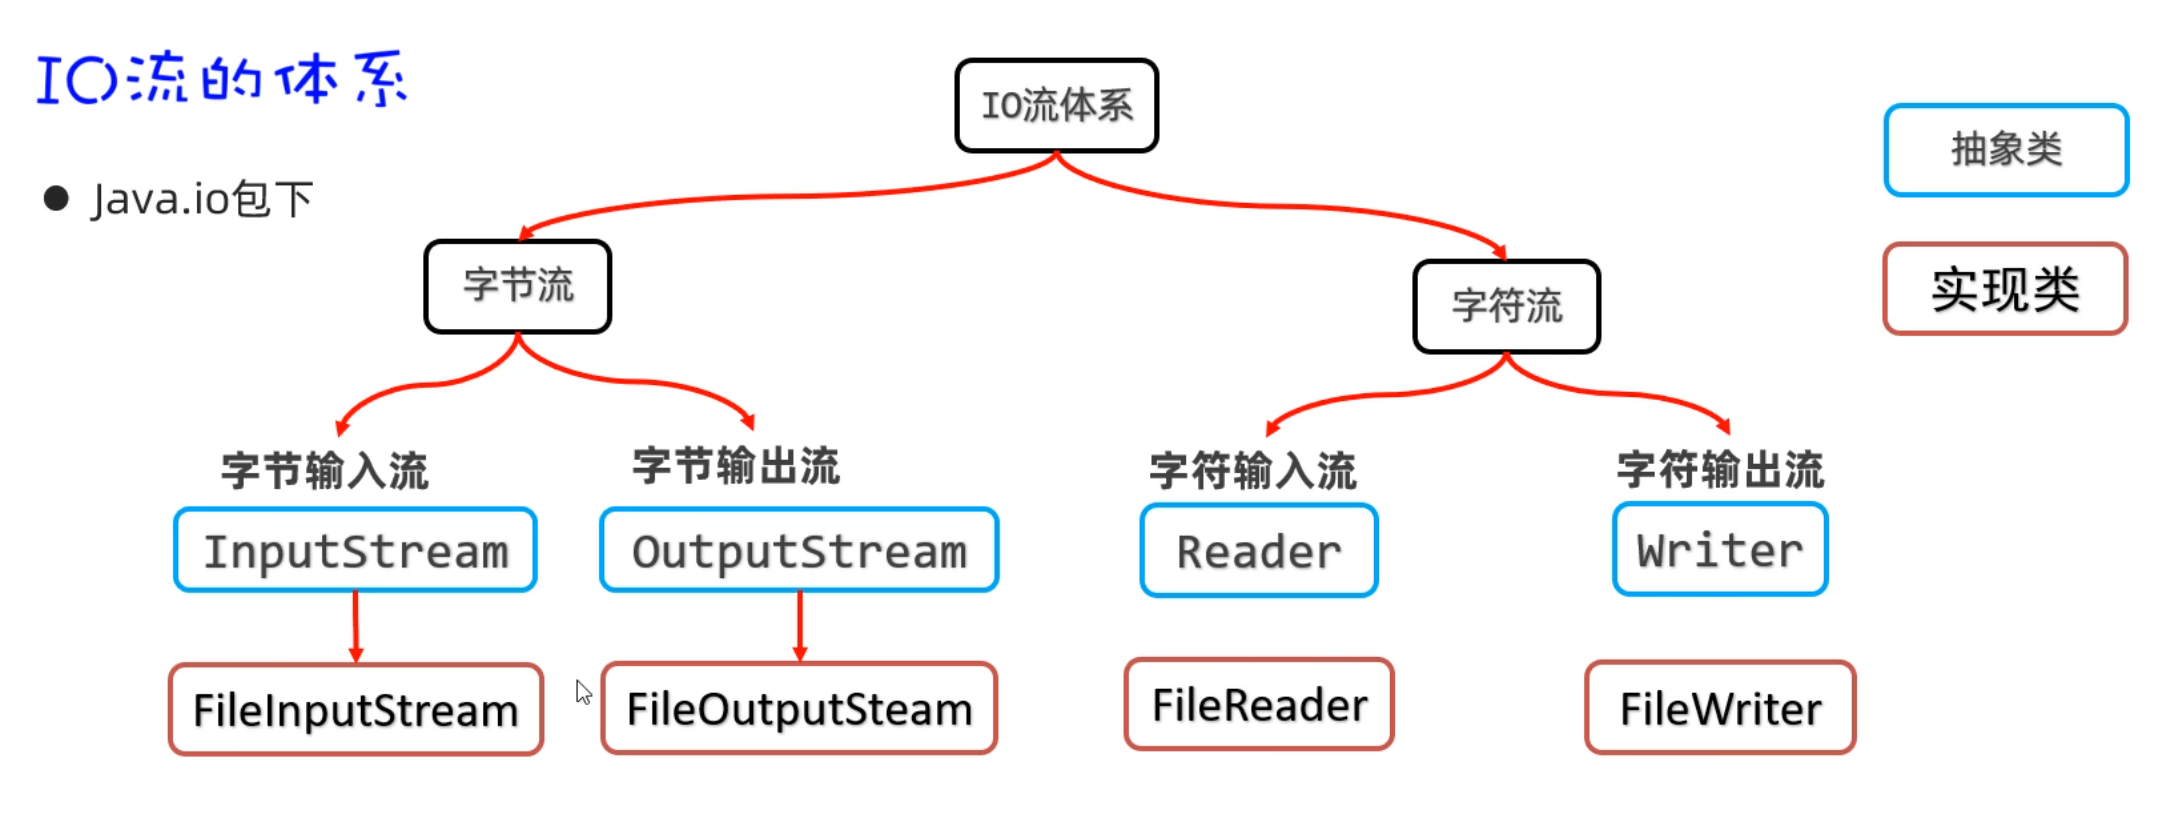 IO流的体系
Java.io包下
IO流体系
抽象类
实现类
字节流
字符流
字节输入流
字节输出流
字符输入流
字符输出流
InputStream
OutputStream
Reader
Writer
FileInputStream
FileOutputSteam
FileReader
FileWriter